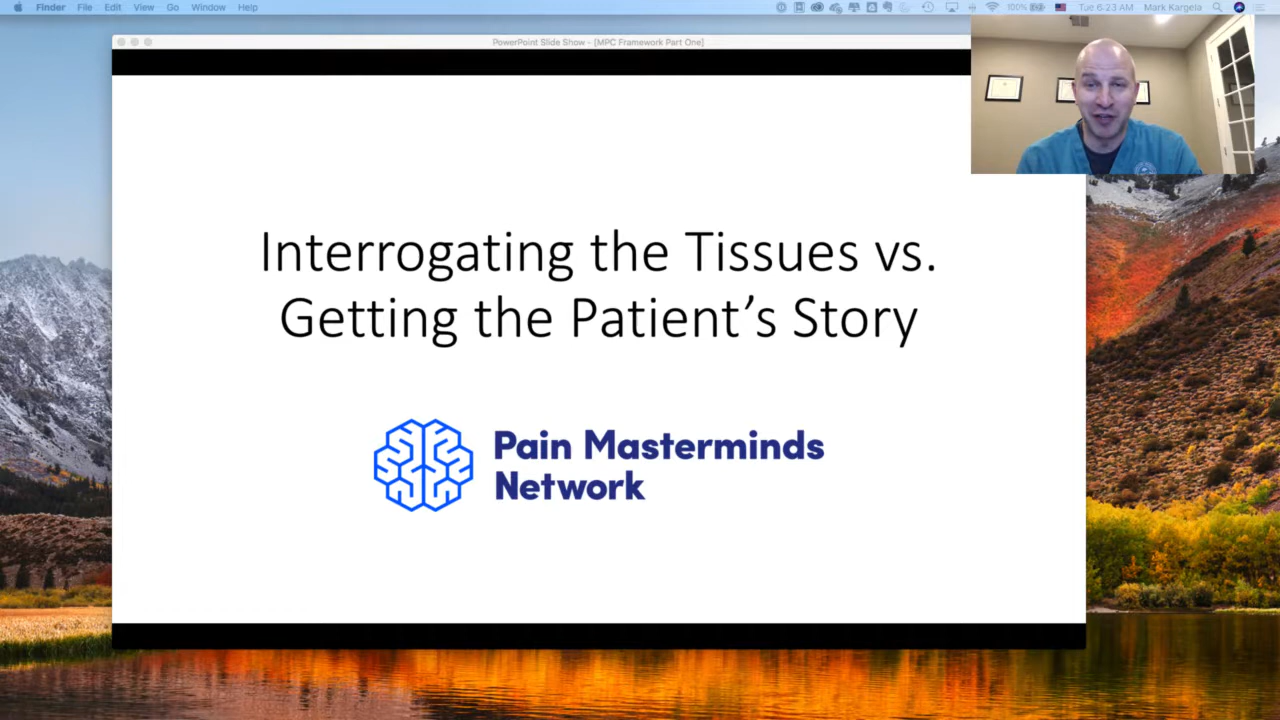 Finder File Edit View Go Window Help
100% Tue 6:23 AM Mark Kargela
PowerPoint Slide Show - [MPC Framework Part One]
Interrogating the Tissues vs.
Getting the Patient’s Story
Pain Masterminds
Network